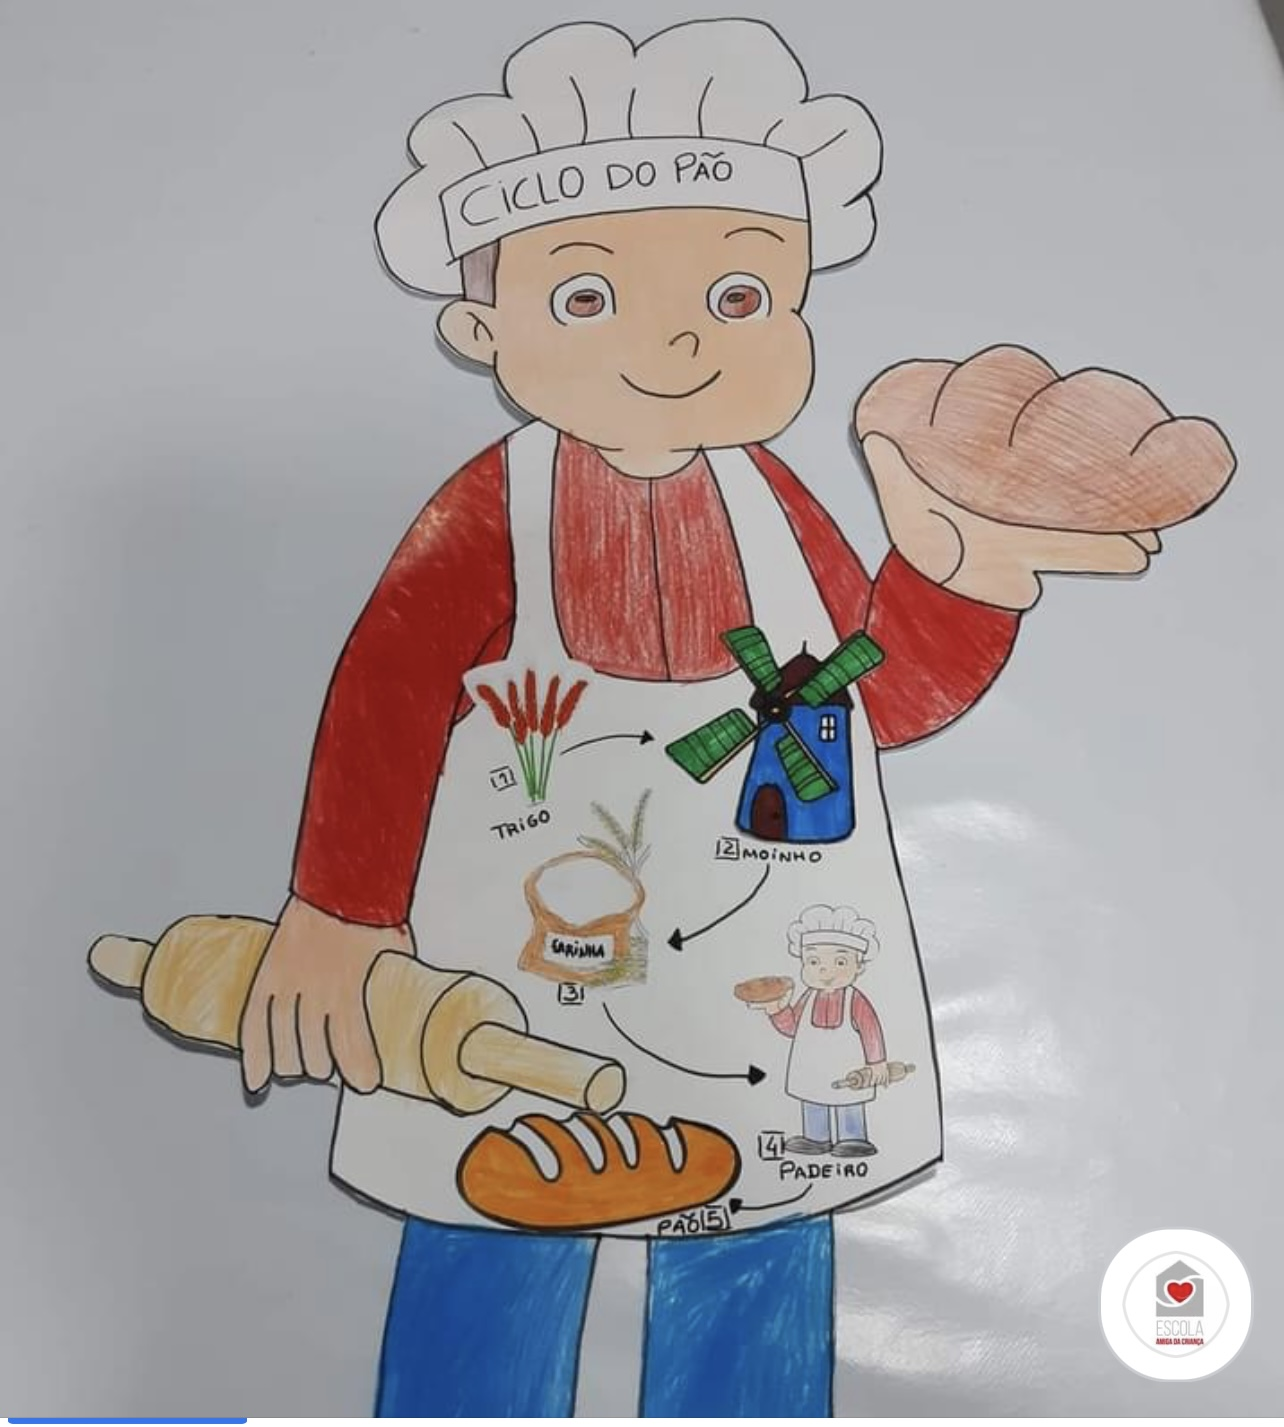 CiCLO DO PÃO
1
TRiGO
2 MOiNHO
FARiNHA
3
4
PADEiRO
PÃO 5
ESCOLA
AMIGA DA CRIANÇA